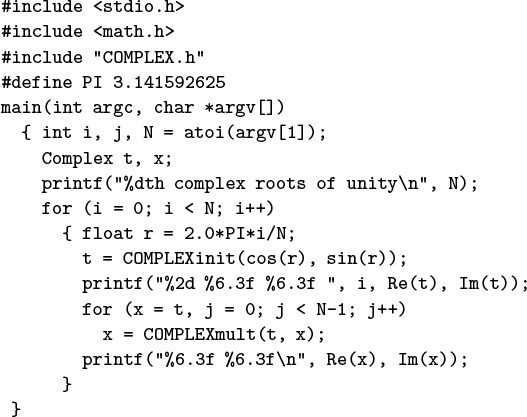 #include <stdio.h>
#include <math.h>
#include "COMPLEX.h"
#define PI 3.141592625
main(int argc, char *argv[])
  { int i, j, N = atoi(argv[1]);
    Complex t, x;
    printf("%dth complex roots of unity\n", N);
    for (i = 0; i < N; i++)
      { float r = 2.0*PI*i/N;
        t = COMPLEXinit(cos(r), sin(r));
        printf("%2d %6.3f %6.3f ", i, Re(t), Im(t));
        for (x = t, j = 0; j < N-1; j++)
          x = COMPLEXmult(t, x);
        printf("%6.3f %6.3f\n", Re(x), Im(x));
      }
 }